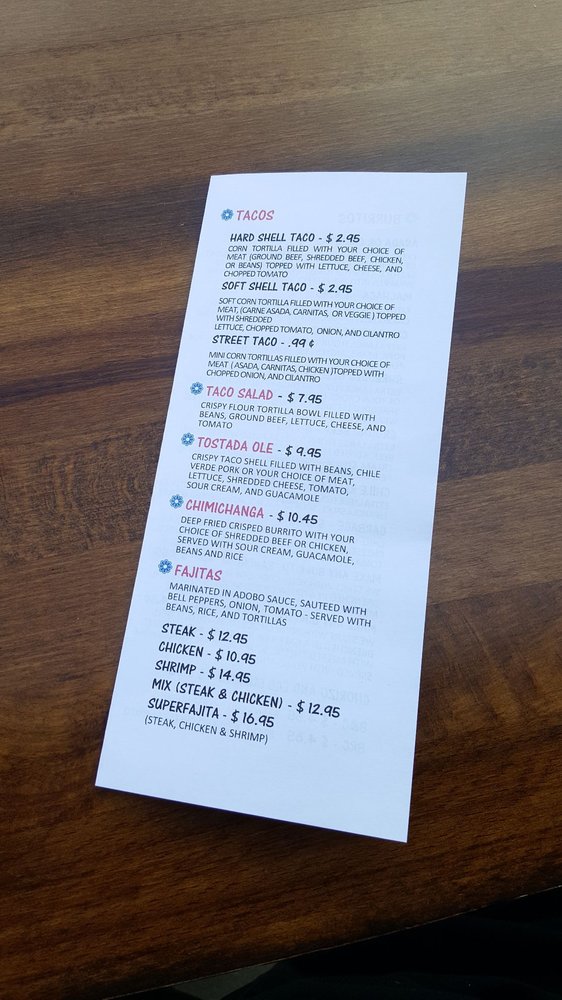 TACOS
HARD SHELL TACO - $ 2.95
CORN TORTILLA FILLED WITH YOUR CHOICE OF
MEAT (GROUND BEEF, SHREDDED BEEF, CHICKEN,
OR BEANS) TOPPED WITH LETTUCE, CHEESE, AND
CHOPPED TOMATO
SOFT SHELL TACO - $ 2.95
SOFT CORN TORTILLA FILLED WITH YOUR CHOICE OF
MEAT, (CARNE ASADA, CARNITAS, OR VEGGIE ) TOPPED
WITH SHREDDED
LETTUCE, CHOPPED TOMATO, ONION, AND CILANTRO
STREET TACO - .99 ¢
MINI CORN TORTILLAS FILLED WITH YOUR CHOICE OF
MEAT ( ASADA, CARNITAS, CHICKEN )TOPPED WITH
CHOPPED ONION, AND CILANTRO
TACO SALAD - $ 7.95
CRISPY FLOUR TORTILLA BOWL FILLED WITH
BEANS, GROUND BEEF, LETTUCE, CHEESE, AND
TOMATO
TOSTADA OLE - $ 9.95
CRISPY TACO SHELL FILLED WITH BEANS, CHILE
VERDE PORK OR YOUR CHOICE OF MEAT,
LETTUCE, SHREDDED CHEESE, TOMATO,
SOUR CREAM, AND GUACAMOLE
CHIMICHANGA - $ 10.45
DEEP FRIED CRISPED BURRITO WITH YOUR
CHOICE OF SHREDDED BEEF OR CHICKEN,
SERVED WITH SOUR CREAM, GUACAMOLE,
BEANS AND RICE
FAJITAS
MARINATED IN ADOBO SAUCE, SAUTEED WITH
BELL PEPPERS, ONION, TOMATO - SERVED WITH
BEANS, RICE, AND TORTILLAS
STEAK - $ 12.95
CHICKEN - $ 10.95
SHRIMP - $ 14.95
MIX (STEAK & CHICKEN) - $ 12.95
SUPERFAJITA - $ 16.95
(STEAK, CHICKEN & SHRIMP)